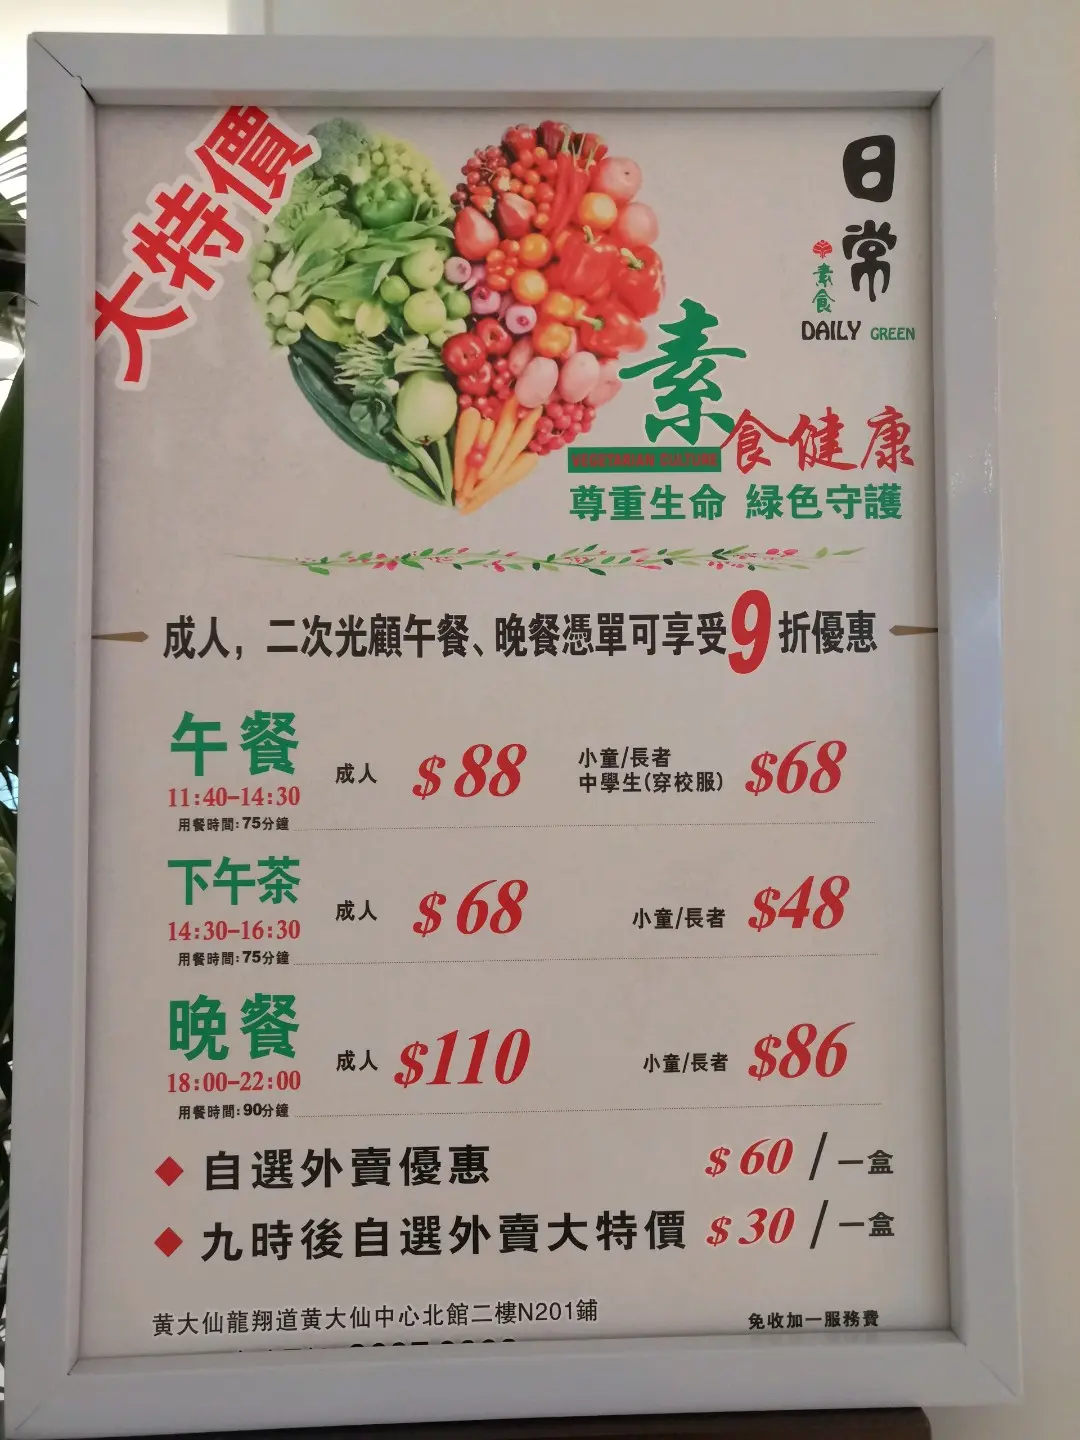 大特價
日常
素食
DAILY GREEN
素食健康
VEGETARIAN CULTURE
尊重生命 綠色守護
成人，二次光顧午餐、晚餐憑單可享受9折優惠
午餐
11:40-14:30
用餐時間:75分鐘
成人 $88
小童/長者
中學生(穿校服)
$68
下午茶
14:30-16:30
用餐時間:75分鐘
成人 $68
小童/長者 $48
晚餐
18:00-22:00
用餐時間:90分鐘
成人 $110
小童/長者 $86
◆ 自選外賣優惠 $60/一盒
◆ 九時後自選外賣大特價 $30/一盒
黄大仙龍翔道黄大仙中心北館二樓N201鋪
免收加一服務費